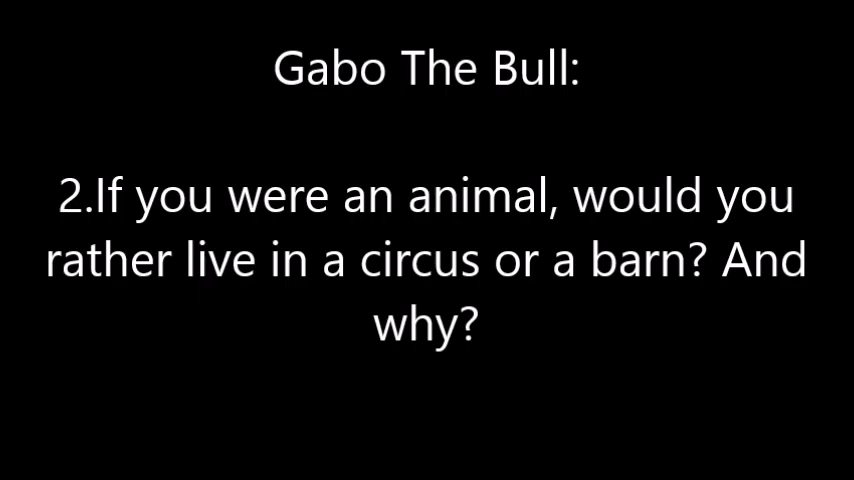 Gabo The Bull:
2.If you were an animal, would you
rather live in a circus or a barn? And
why?